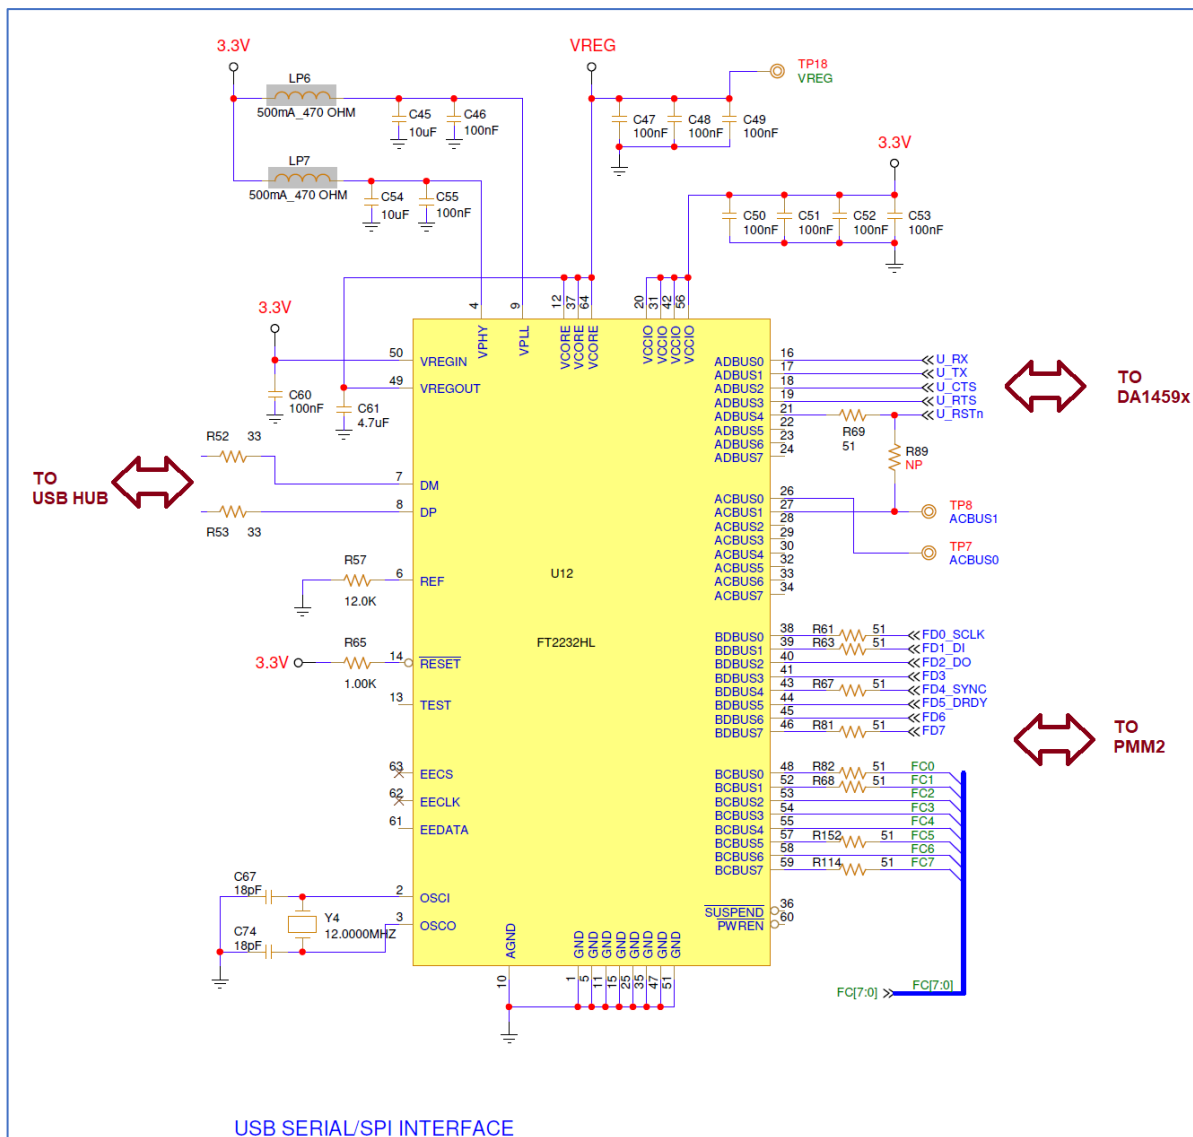 3.3V
LP6
500mA_470 OHM
C45
10uF
C46
100nF
LP7
500mA_470 OHM
C54
10uF
C55
100nF
VREG
TP18
VREG
C47
100nF
C48
100nF
C49
100nF
3.3V
C50
100nF
C51
100nF
C52
100nF
C53
100nF
3.3V
C60
100nF
C61
4.7uF
4
9
12
37
64
20
31
42
56
VPHY
VPLL
VCORE
VCORE
VCORE
VCCIO
VCCIO
VCCIO
VCCIO
50 VREGIN
49 VREGOUT
R52 33
TO
USB HUB
7 DM
8 DP
R53 33
R57
12.0K
6 REF
3.3V
R65
1.00K
14 RESET
13 TEST
63 EECS
62 EECLK
61 EEDATA
C67
18pF
2 OSCI
Y4
12.0000MHZ
3 OSCO
C74
18pF
U12
FT2232HL
ADBUS0 16 U_RX
ADBUS1 17 U_TX
ADBUS2 18 U_CTS
ADBUS3 19 U_RTS
ADBUS4 21 U_RSTn
ADBUS5 22
ADBUS6 23
ADBUS7 24
R69
51
R89
NP
TO
DA1459x
ACBUS0 26
ACBUS1 27
ACBUS2 28
ACBUS3 29
ACBUS4 30
ACBUS5 32
ACBUS6 33
ACBUS7 34
TP8
ACBUS1
TP7
ACBUS0
BDBUS0 38 R61 51 FD0_SCLK
BDBUS1 39 R63 51 FD1_DI
BDBUS2 40 FD2_DO
BDBUS3 41 FD3
BDBUS4 43 R67 51 FD4_SYNC
BDBUS5 44 FD5_DRDY
BDBUS6 45 FD6
BDBUS7 46 R81 51 FD7
TO
PMM2
BCBUS0 48 R82 51 FC0
BCBUS1 52 R68 51 FC1
BCBUS2 53 FC2
BCBUS3 54 FC3
BCBUS4 55 FC4
BCBUS5 57 R152 51 FC5
BCBUS6 58 FC6
BCBUS7 59 R114 51 FC7
SUSPEND 36
PWREN 60
AGND
GND
GND
GND
GND
GND
GND
GND
GND
10
1
5
11
15
25
35
47
51
FC[7:0] FC[7:0]
USB SERIAL/SPI INTERFACE